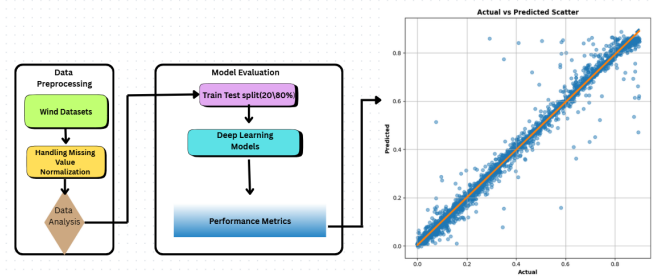 Data
Preprocessing
Wind Datasets
Handling Missing
Value
Normalization
Data
Analysis
Model Evaluation
Train Test split(20\80%)
Deep Learning
Models
Performance Metrics
Actual vs Predicted Scatter
Predicted
0.8
0.6
0.4
0.2
0.0
0.0 0.2 0.4 0.6 0.8
Actual